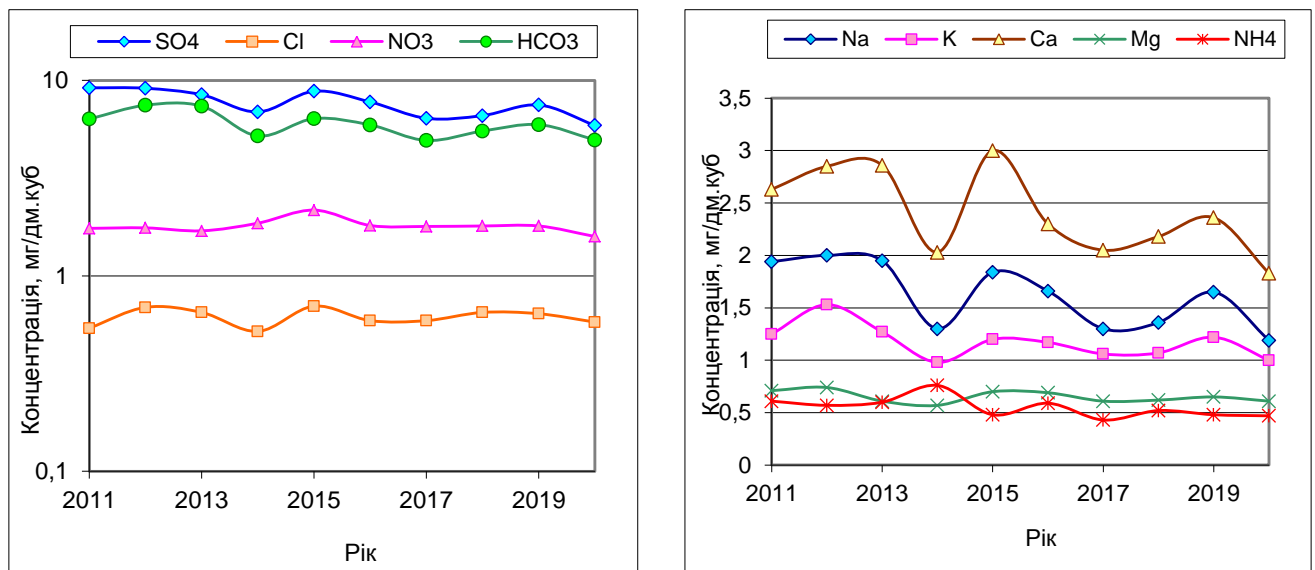 SO4 Cl NO3 HCO3
10
1
0,1
Концентрація, мг/дм.куб
2011 2013 2015 2017 2019
Рік
Na K Ca Mg NH4
3,5
3
2,5
2
1,5
1
0,5
0
Концентрація, мг/дм.куб
2011 2013 2015 2017 2019
Рік